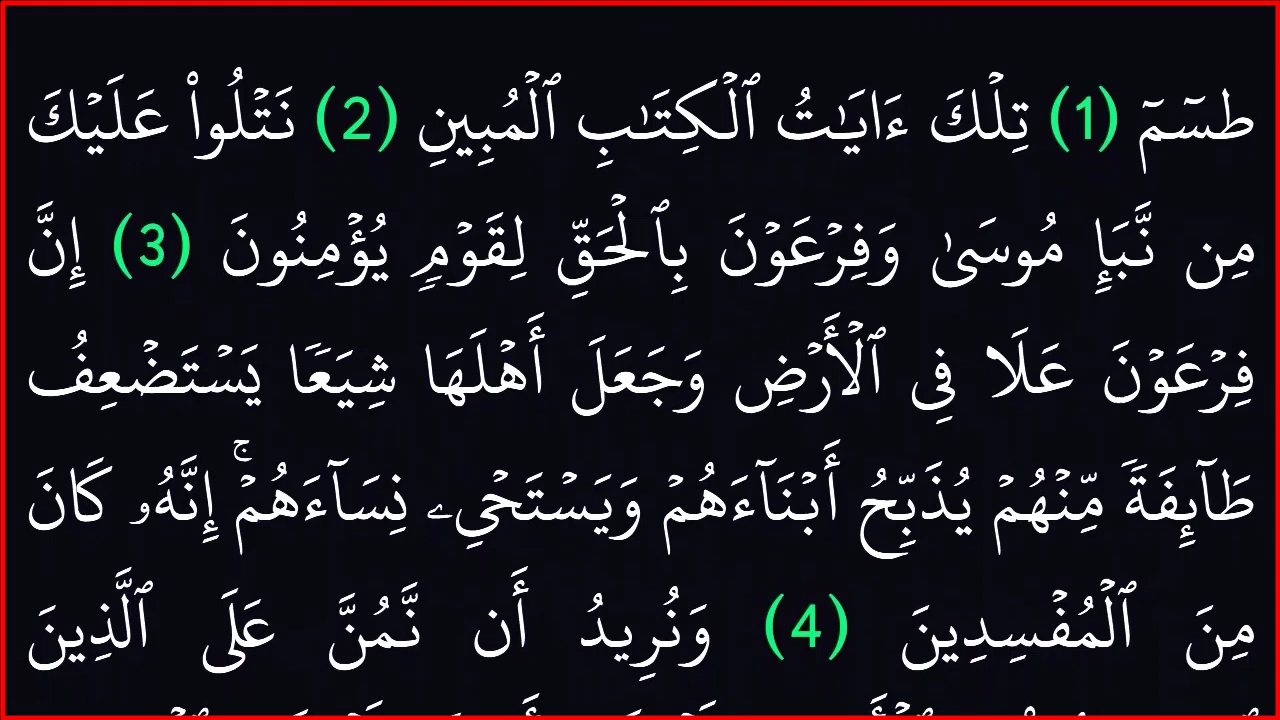 طسٓمٓ (1) تِلْكَ ءَايَٰتُ ٱلْكِتَٰبِ ٱلْمُبِينِ (2) نَتْلُوا۟ عَلَيْكَ
مِن نَّبَإِ مُوسَىٰ وَفِرْعَوْنَ بِٱلْحَقِّ لِقَوْمٍ يُؤْمِنُونَ (3) إِنَّ
فِرْعَوْنَ عَلَا فِى ٱلْأَرْضِ وَجَعَلَ أَهْلَهَا شِيَعًا يَسْتَضْعِفُ
طَآئِفَةً مِّنْهُمْ يُذَبِّحُ أَبْنَآءَهُمْ وَيَسْتَحْىِۦ نِسَآءَهُمْ ۚ إِنَّهُۥ كَانَ
مِنَ ٱلْمُفْسِدِينَ (4) وَنُرِيدُ أَن نَّمُنَّ عَلَى ٱلَّذِينَ